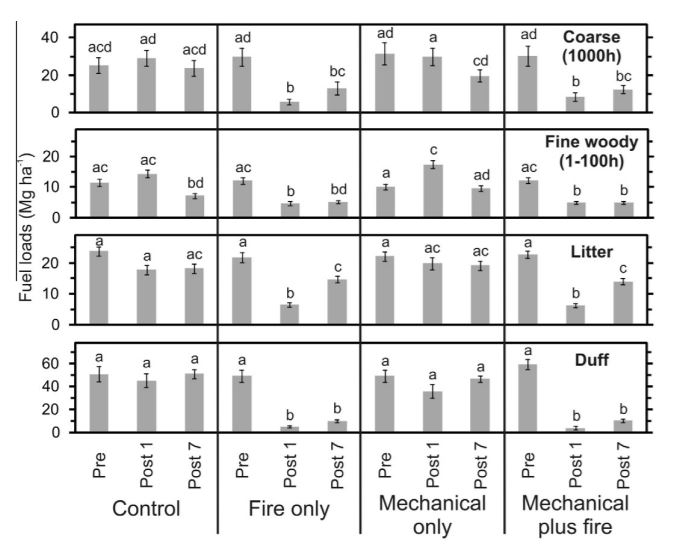 Fuel loads (Mg ha⁻¹)
40
20
0
acd
ad
acd
ad
b
bc
ad
a
cd
ad
b
bc
Coarse
(1000h)
20
10
0
ac
ac
bd
ac
b
bd
a
c
ad
ac
b
b
Fine woody
(1-100h)
20
10
0
a
a
ac
a
b
c
a
ac
ac
a
b
c
Litter
60
40
20
0
a
a
a
a
b
b
a
a
a
a
b
b
Duff
Pre
Post 1
Post 7
Pre
Post 1
Post 7
Pre
Post 1
Post 7
Pre
Post 1
Post 7
Control
Fire only
Mechanical
only
Mechanical
plus fire